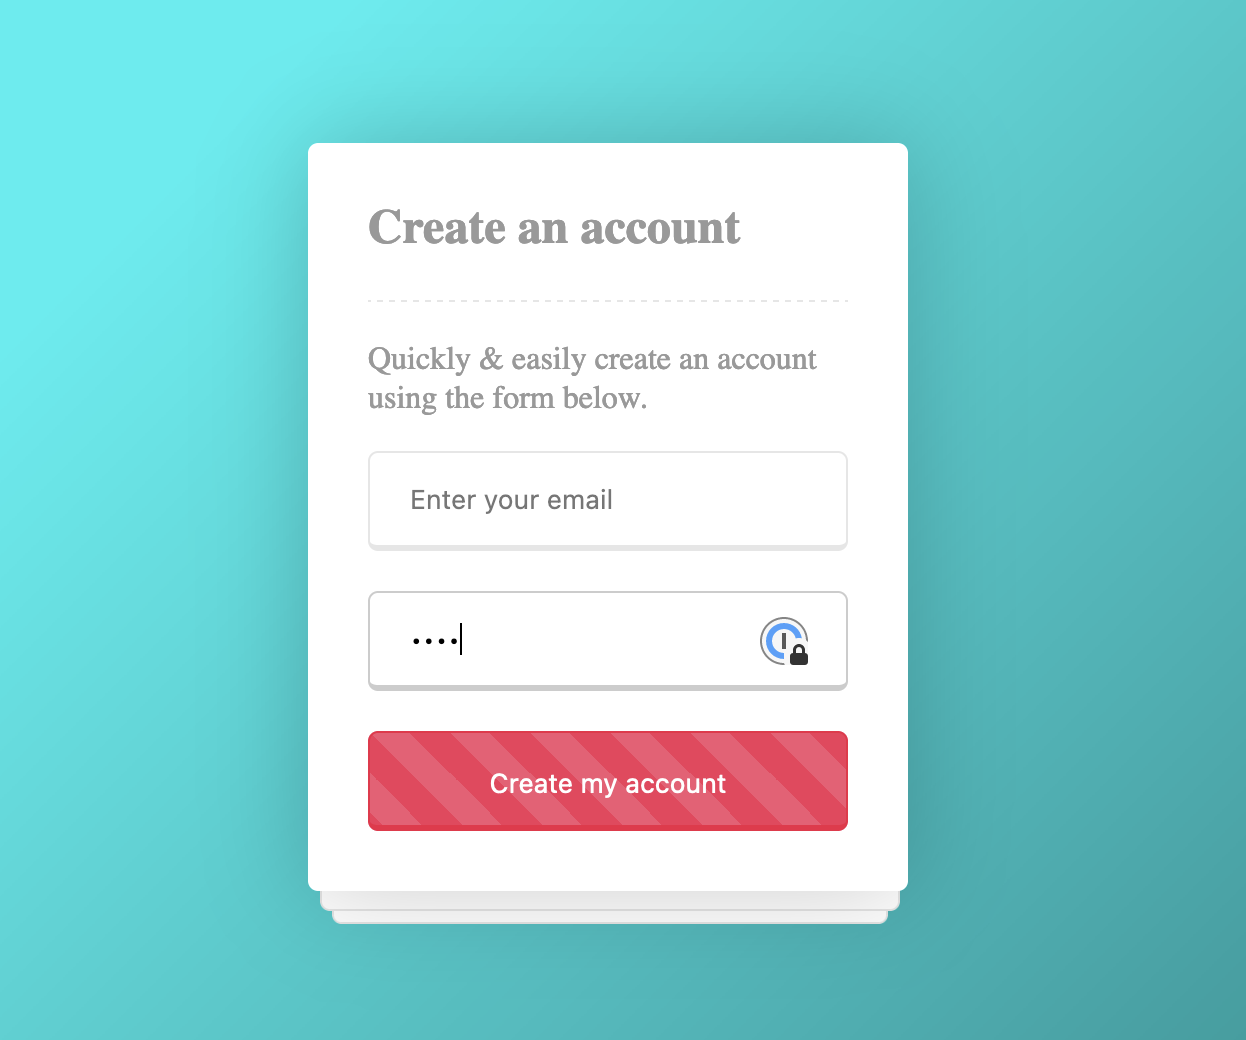 Create an account
Quickly & easily create an account
using the form below.
Enter your email
••••
Create my account